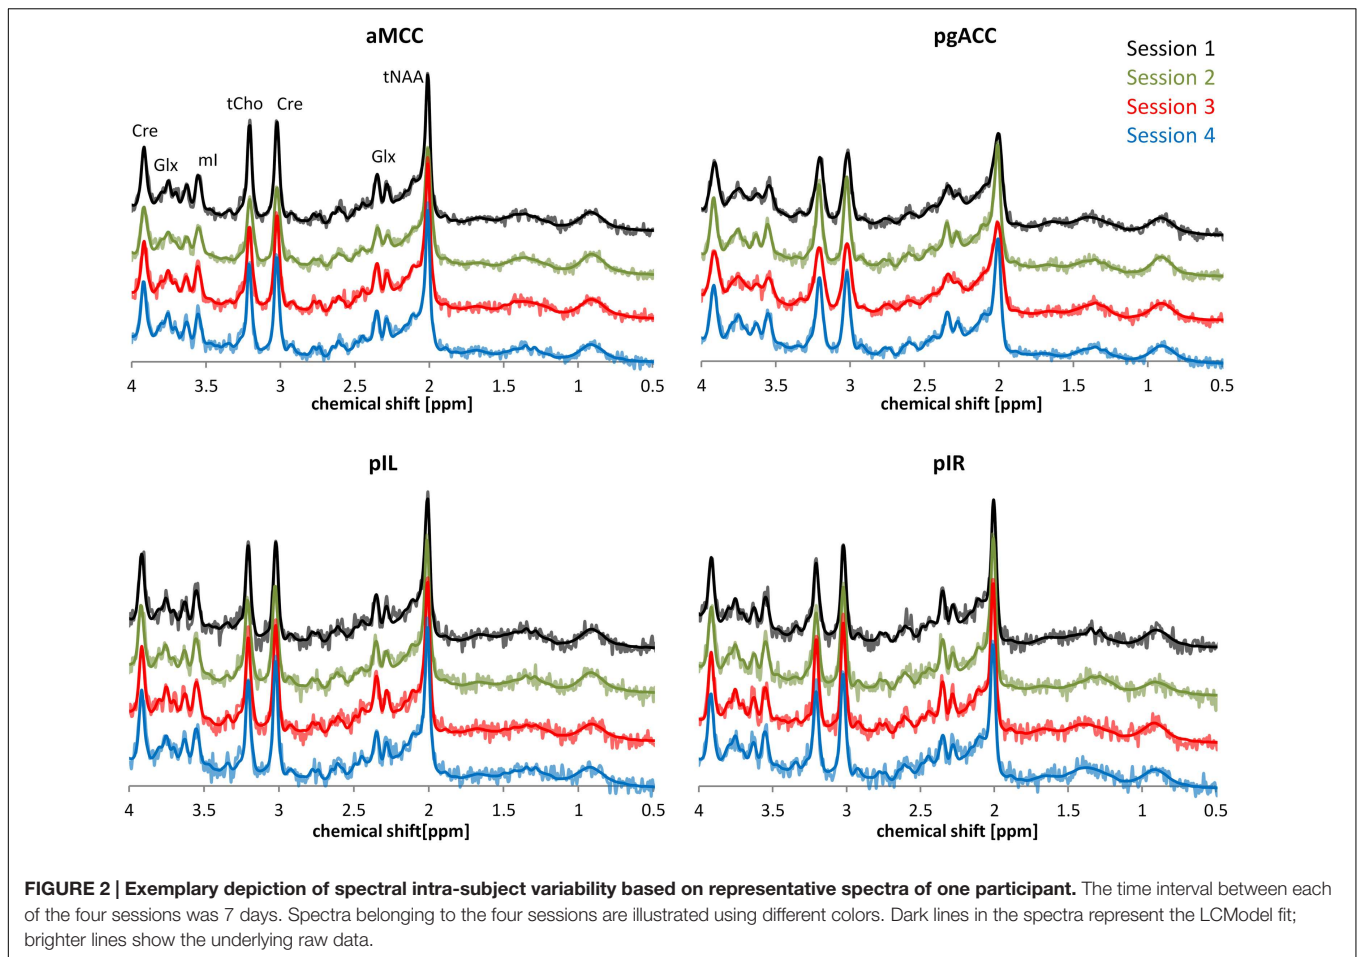 aMCC
pgACC
Session 1
Session 2
Session 3
Session 4
tNAA
tCho
Cre
Cre
Glx
mI
Glx
4 3.5 3 2.5 2 1.5 1 0.5
chemical shift [ppm]
4 3.5 3 2.5 2 1.5 1 0.5
chemical shift [ppm]
pIL
pIR
4 3.5 3 2.5 2 1.5 1 0.5
chemical shift[ppm]
4 3.5 3 2.5 2 1.5 1 0.5
chemical shift [ppm]
FIGURE 2 | Exemplary depiction of spectral intra-subject variability based on representative spectra of one participant. The time interval between each
of the four sessions was 7 days. Spectra belonging to the four sessions are illustrated using different colors. Dark lines in the spectra represent the LCModel fit;
brighter lines show the underlying raw data.